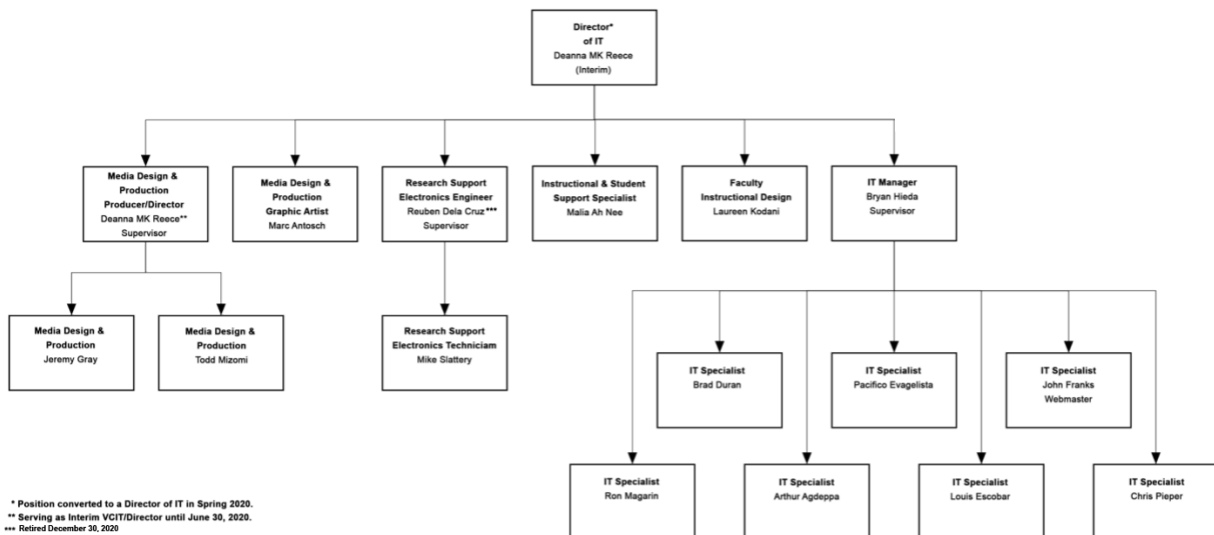 Director*
of IT
Deanna MK Reece
(Interim)
Media Design &
Production
Producer/Director
Deanna MK Reece**
Supervisor
Media Design &
Production
Graphic Artist
Marc Antosch
Research Support
Electronics Engineer
Reuben Dela Cruz***
Supervisor
Instructional & Student
Support Specialist
Malia Ah Nee
Faculty
Instructional Design
Laureen Kodani
IT Manager
Bryan Hieda
Supervisor
Media Design &
Production
Jeremy Gray
Media Design &
Production
Todd Mizomi
Research Support
Electronics Techniciam
Mike Slattery
IT Specialist
Brad Duran
IT Specialist
Pacifico Evagelista
IT Specialist
John Franks
Webmaster
IT Specialist
Ron Magarin
IT Specialist
Arthur Agdeppa
IT Specialist
Louis Escobar
IT Specialist
Chris Pieper
* Position converted to a Director of IT in Spring 2020.
** Serving as Interim VCIT/Director until June 30, 2020.
*** Retired December 30, 2020